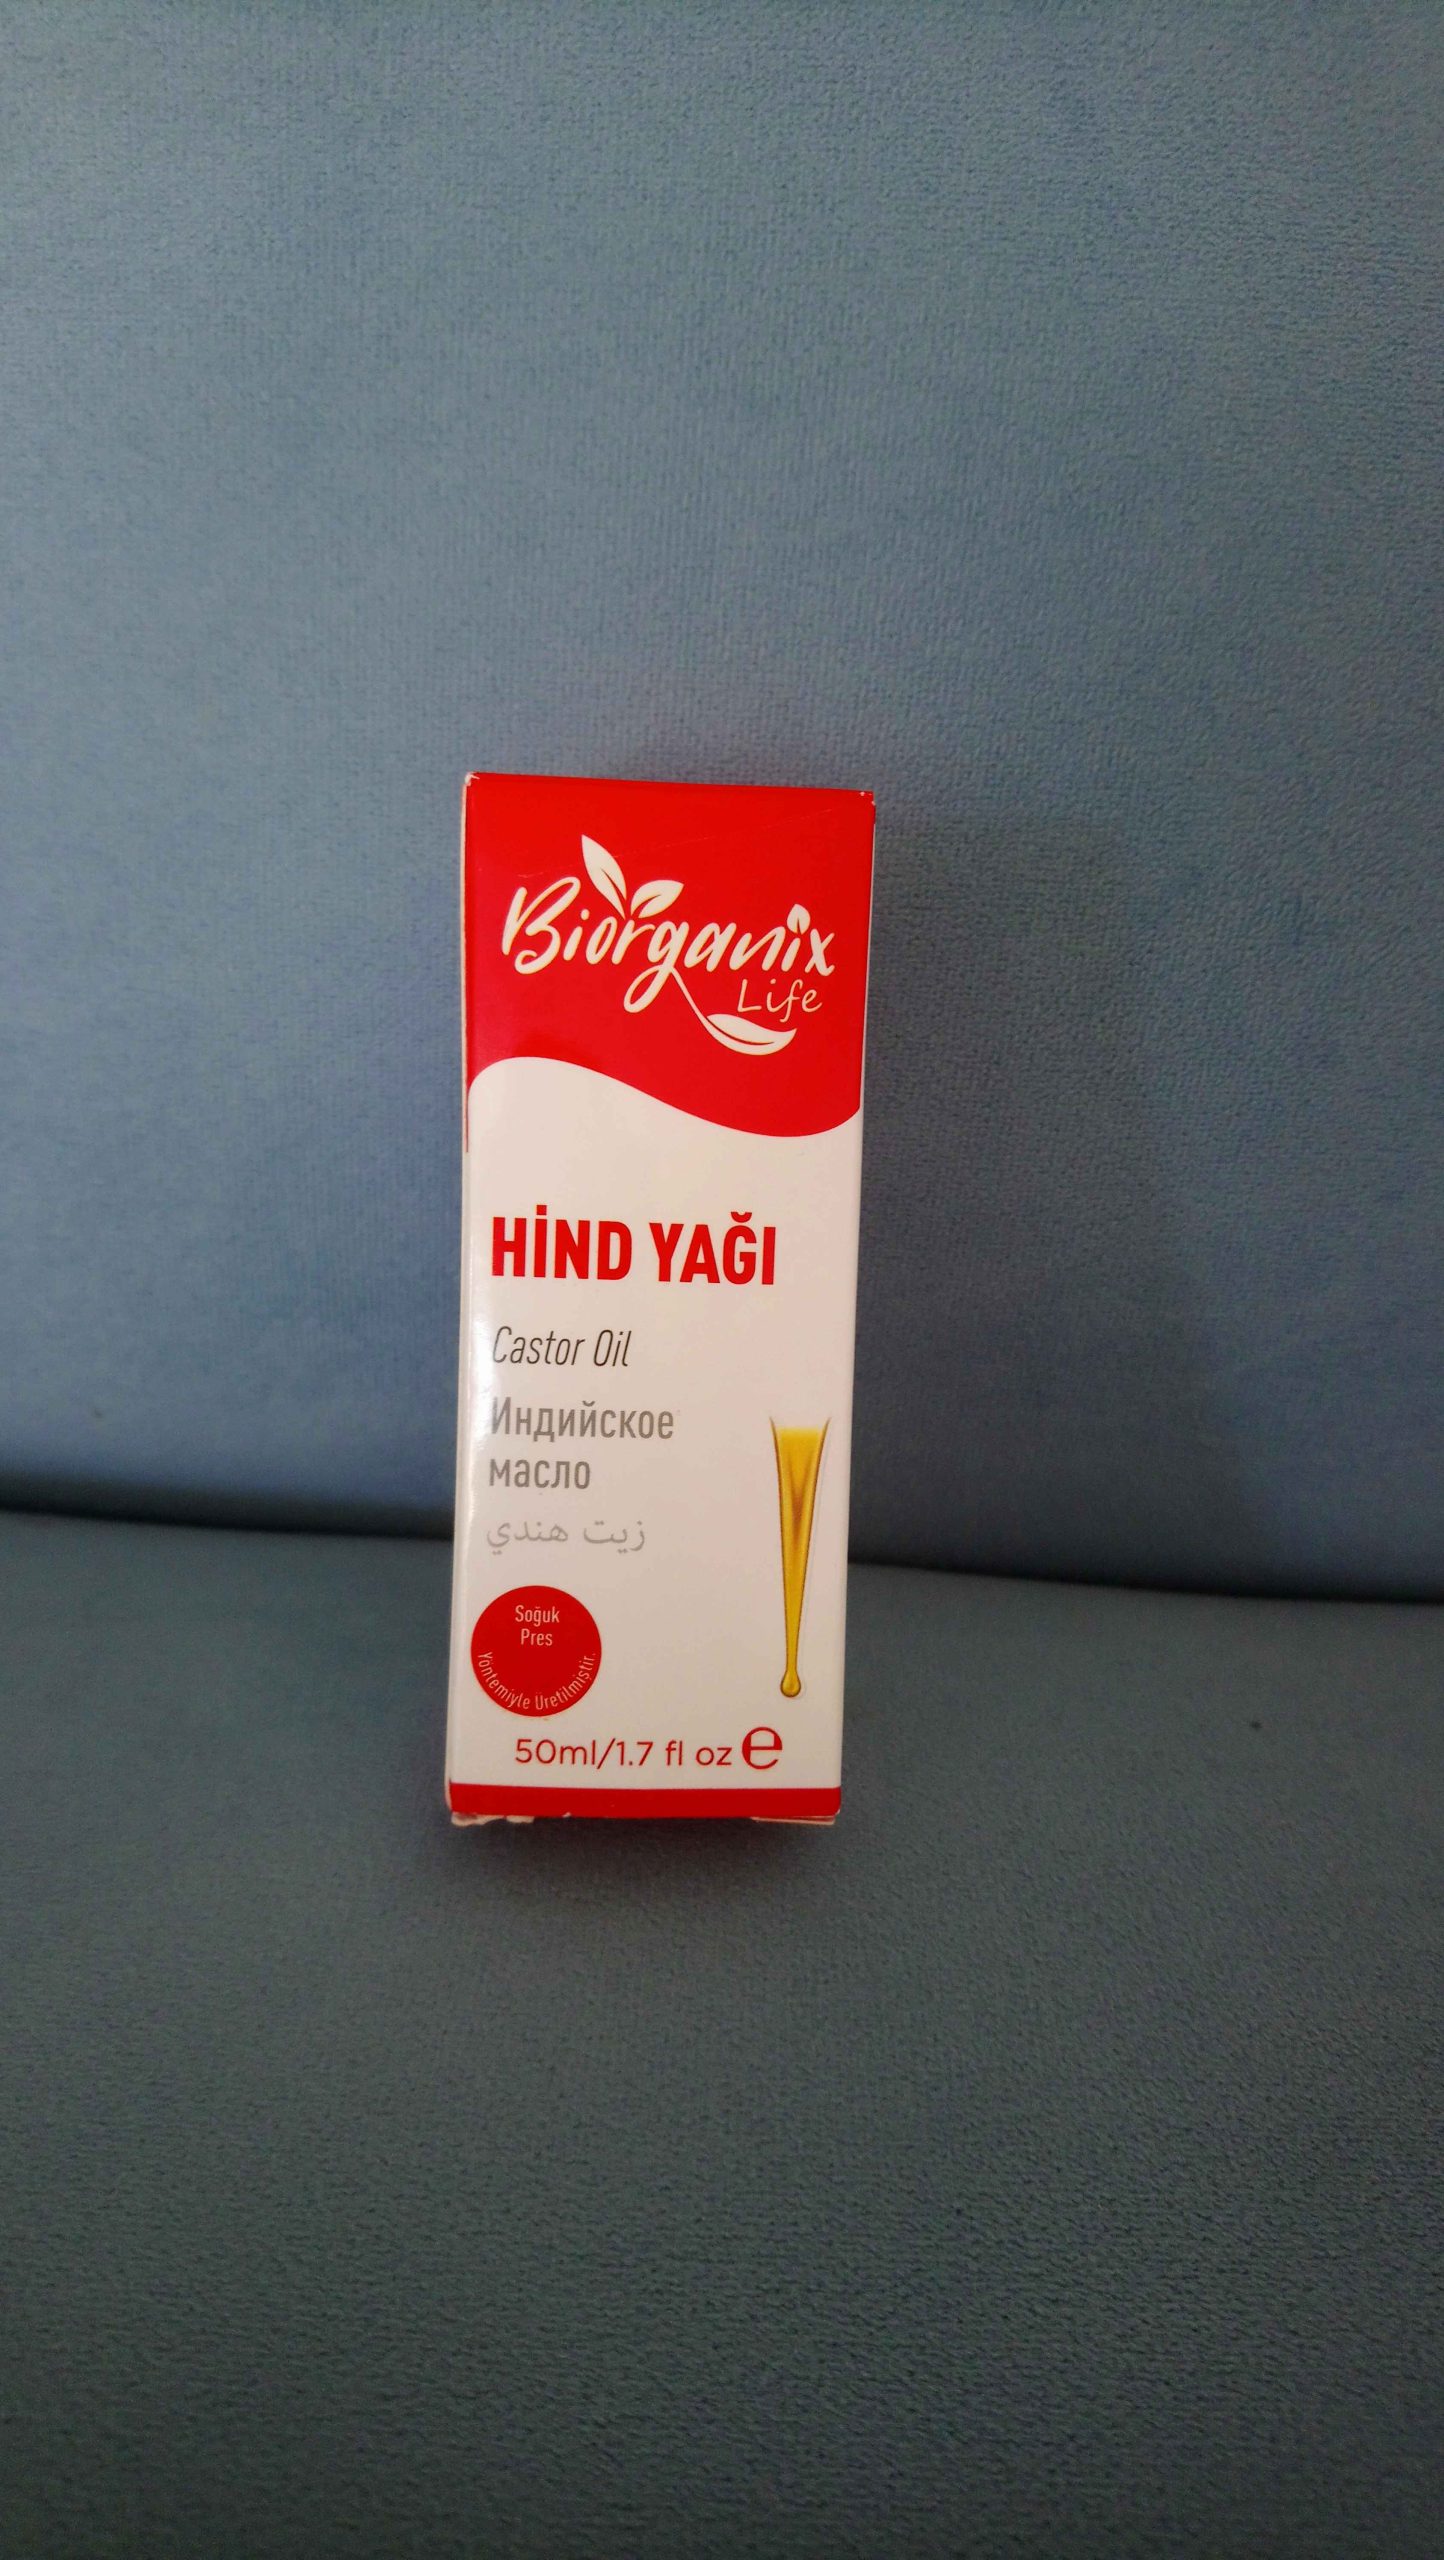 Biorganix
Life
HİND YAĞI
Castor Oil
Индийское
масло
زيت هندي
Soğuk
Pres
Yöntemiyle Üretilmiştir.
50ml/1.7 fl oz e